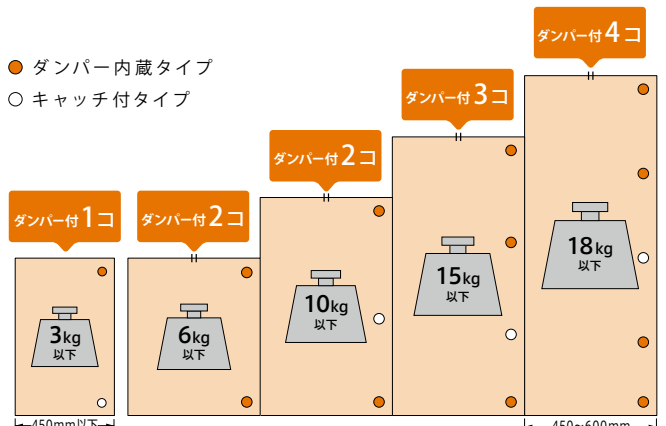 ダンパー内蔵タイプ
キャッチ付タイプ
ダンパー付1コ
ダンパー付2コ
ダンパー付2コ
ダンパー付3コ
ダンパー付4コ
3kg
以下
6kg
以下
10kg
以下
15kg
以下
18kg
以下
450mm以下
450~600mm